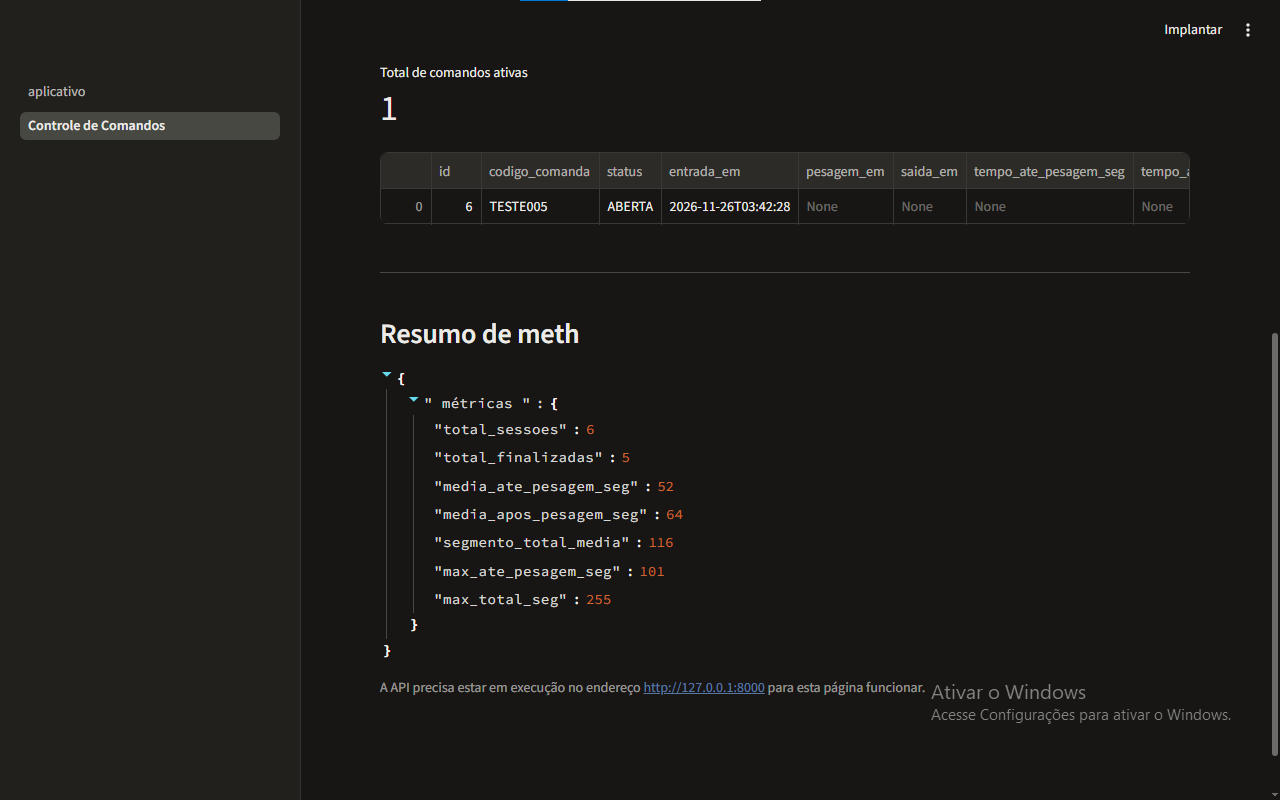 Implantar
aplicativo
Controle de Comandos
Total de comandos ativas
1
id codigo_comanda status entrada_em pesagem_em saida_em tempo_ate_pesagem_seg tempo_a
0 6 TESTE005 ABERTA 2026-11-26T03:42:28 None None None None
Resumo de meth
{
" métricas " : {
"total_sessoes" : 6
"total_finalizadas" : 5
"media_ate_pesagem_seg" : 52
"media_apos_pesagem_seg" : 64
"segmento_total_media" : 116
"max_ate_pesagem_seg" : 101
"max_total_seg" : 255
}
}
A API precisa estar em execução no endereço http://127.0.0.1:8000 para esta página funcionar.
Ativar o Windows
Acesse Configurações para ativar o Windows.